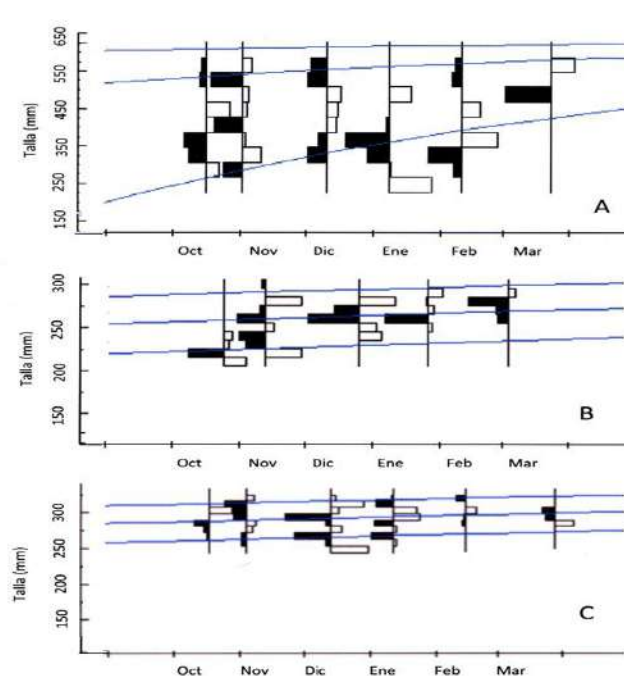 Talla (mm)
650
550
450
350
250
150
A
Oct Nov Dic Ene Feb Mar
Talla (mm)
300
250
200
150
B
Oct Nov Dic Ene Feb Mar
Talla (mm)
300
250
150
C
Oct Nov Dic Ene Feb Mar